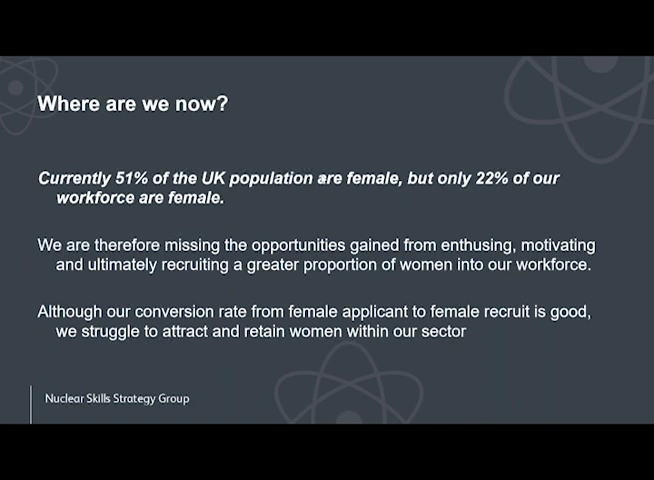 Where are we now?
Currently 51% of the UK population are female, but only 22% of our
workforce are female.
We are therefore missing the opportunities gained from enthusing, motivating
and ultimately recruiting a greater proportion of women into our workforce.
Although our conversion rate from female applicant to female recruit is good,
we struggle to attract and retain women within our sector
Nuclear Skills Strategy Group